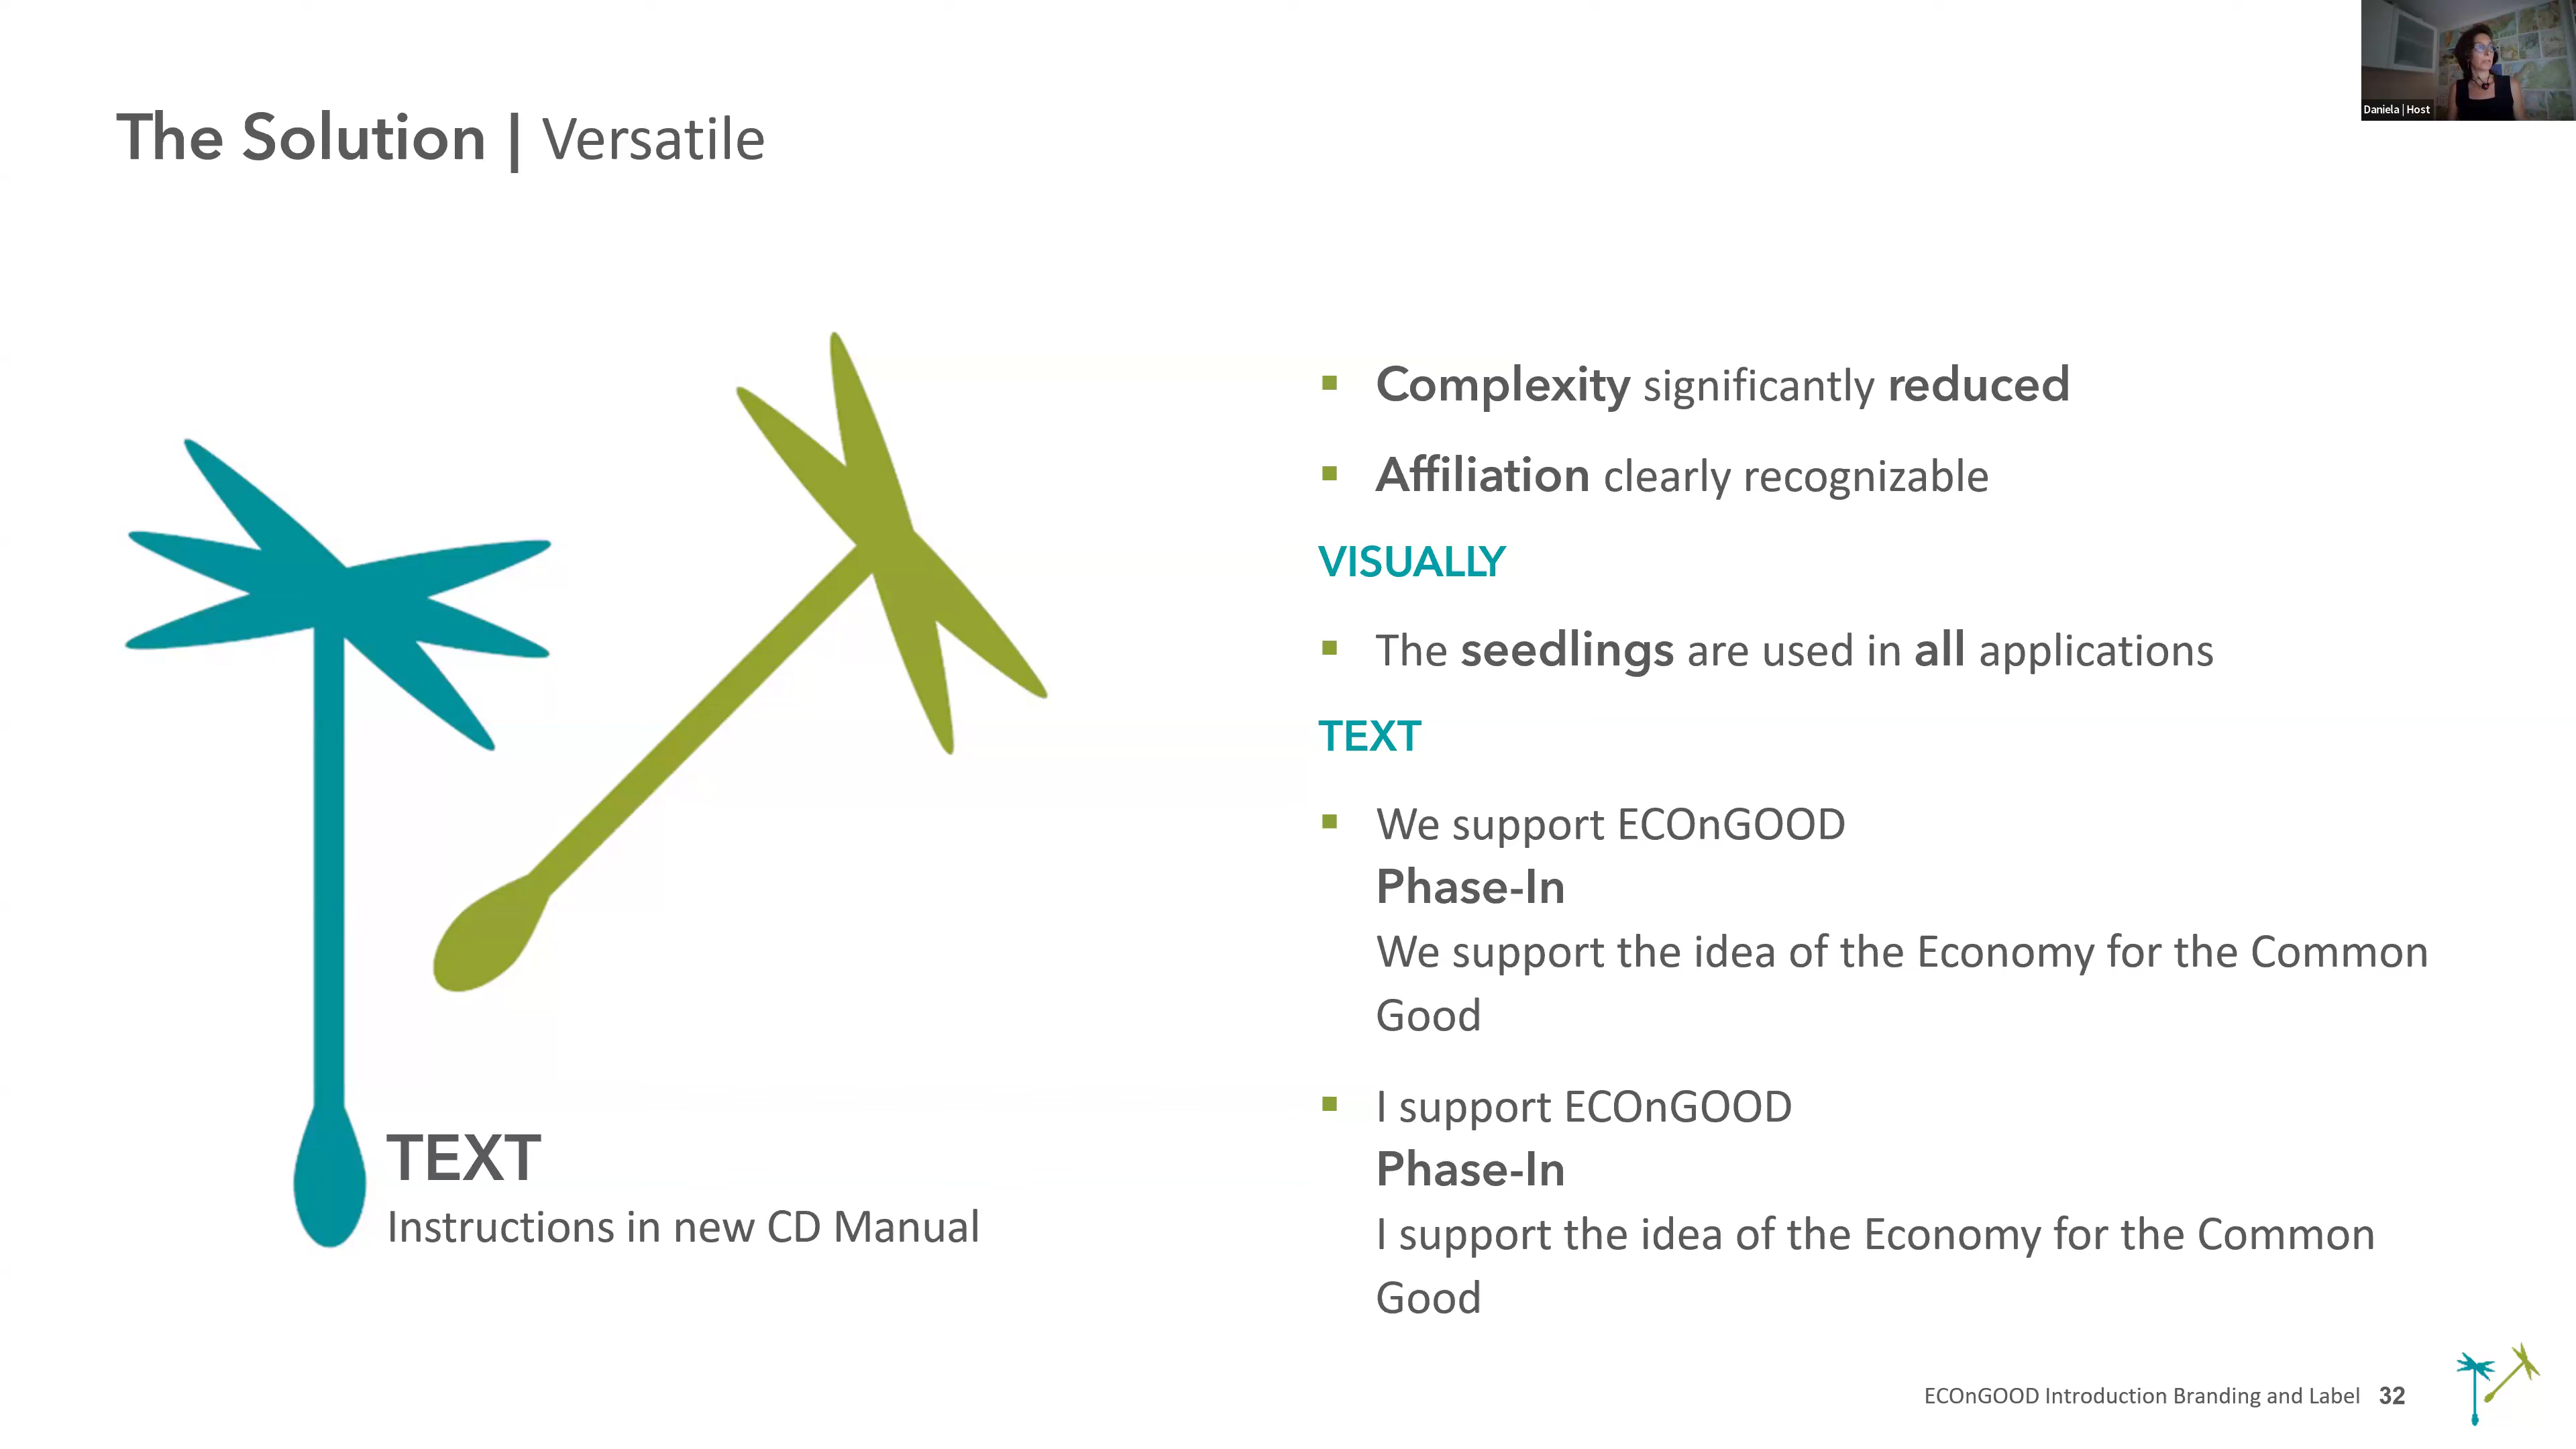 Daniela | Host
The Solution | Versatile
Complexity significantly reduced
Affiliation clearly recognizable
VISUALLY
The seedlings are used in all applications
TEXT
We support ECOnGOOD
Phase-In
We support the idea of the Economy for the Common
Good
I support ECOnGOOD
Phase-In
I support the idea of the Economy for the Common
Good
TEXT
Instructions in new CD Manual
ECOnGOOD Introduction Branding and Label 32